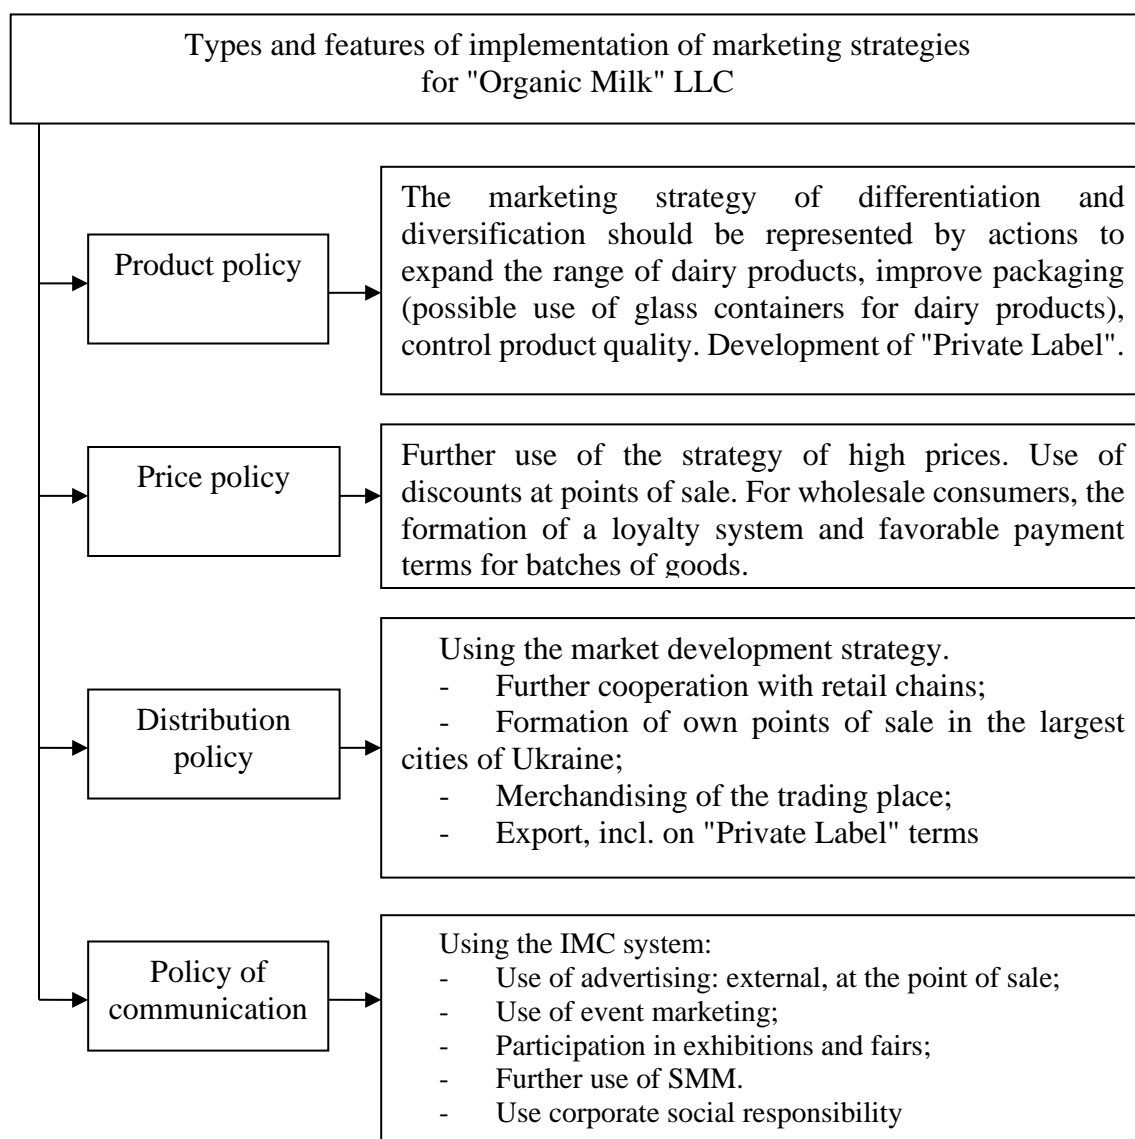 Types and features of implementation of marketing strategies
for "Organic Milk" LLC
Product policy
The marketing strategy of differentiation and
diversification should be represented by actions to
expand the range of dairy products, improve packaging
(possible use of glass containers for dairy products),
control product quality. Development of "Private Label".
Price policy
Further use of the strategy of high prices. Use of
discounts at points of sale. For wholesale consumers, the
formation of a loyalty system and favorable payment
terms for batches of goods.
Distribution
policy
Using the market development strategy.
- Further cooperation with retail chains;
- Formation of own points of sale in the largest
cities of Ukraine;
- Merchandising of the trading place;
- Export, incl. on "Private Label" terms
Policy of
communication
Using the IMC system:
- Use of advertising: external, at the point of sale;
- Use of event marketing;
- Participation in exhibitions and fairs;
- Further use of SMM.
- Use corporate social responsibility